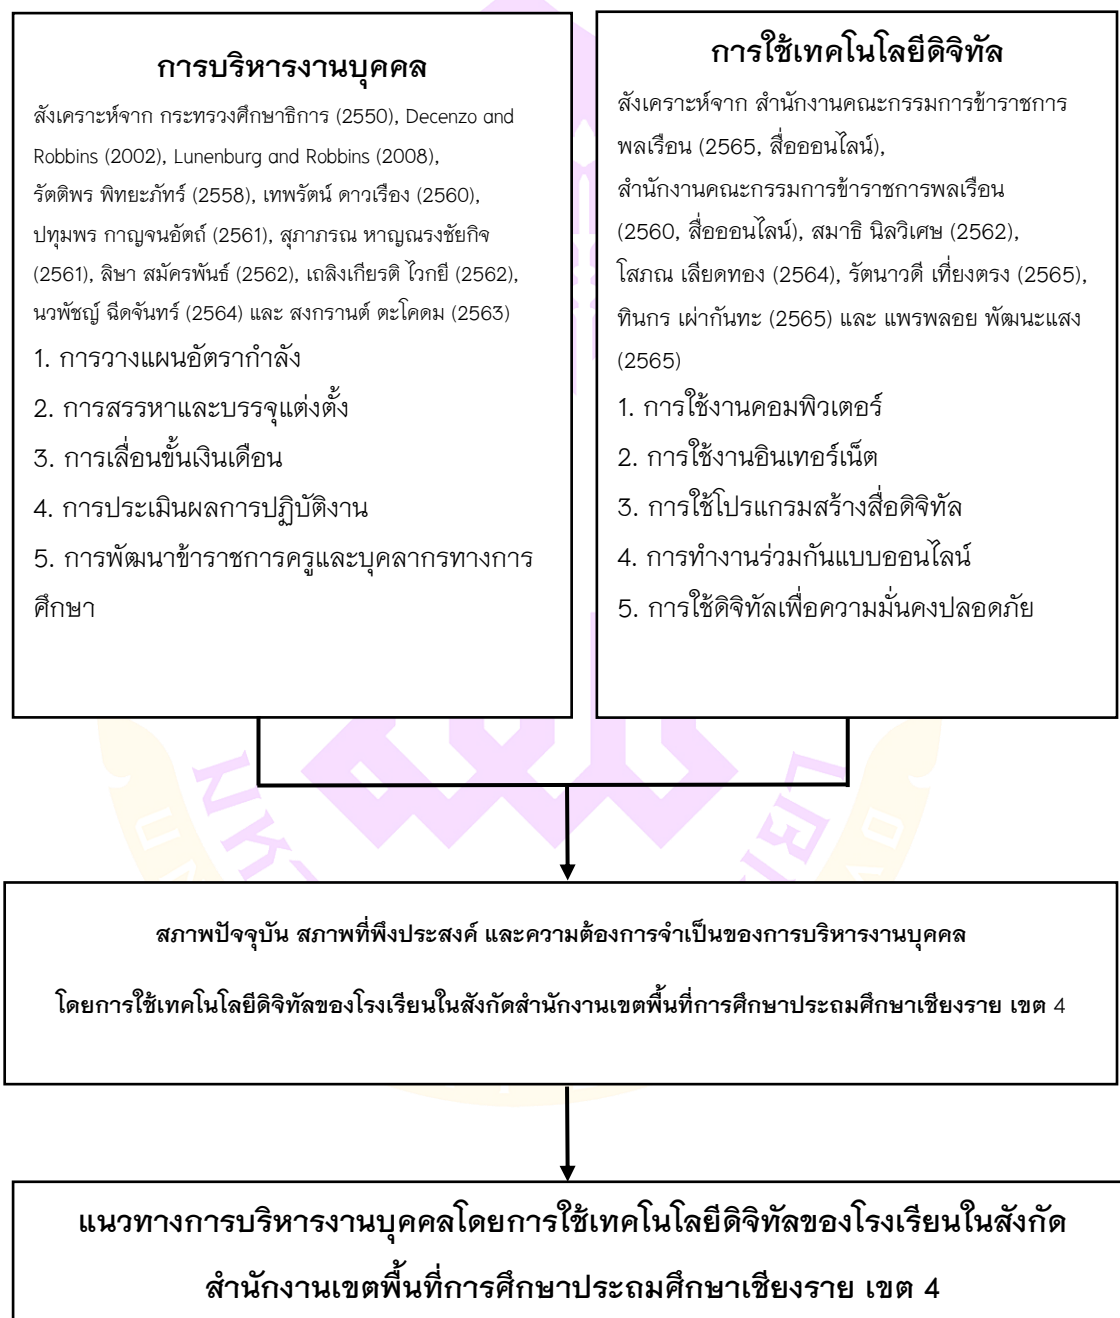 การบริหารงานบุคคล
สังเคราะห์จาก กระทรวงศึกษาธิการ (2550), Decenzo and
Robbins (2002), Lunenburg and Robbins (2008),
รัตติพร พิทยะภัทร์ (2558), เทพรัตน์ ดาวเรือง (2560),
ปทุมพร กาญจนอัตถ์ (2561), สุภาภรณ หาญณรงชัยกิจ
(2561), ลิษา สมัครพันธ์ (2562), เถลิงเกียรติ ไวกยี (2562),
นวพัชญ์ ฉีดจันทร์ (2564) และ สงกรานต์ ตะโคดม (2563)
1. การวางแผนอัตรากำลัง
2. การสรรหาและบรรจุแต่งตั้ง
3. การเลื่อนขั้นเงินเดือน
4. การประเมินผลการปฏิบัติงาน
5. การพัฒนาข้าราชการครูและบุคลากรทางการ
ศึกษา
การใช้เทคโนโลยีดิจิทัล
สังเคราะห์จาก สำนักงานคณะกรรมการข้าราชการ
พลเรือน (2565, สื่อออนไลน์),
สำนักงานคณะกรรมการข้าราชการพลเรือน
(2560, สื่อออนไลน์), สมาธิ นิลวิเศษ (2562),
โสภณ เลียดทอง (2564), รัตนาวดี เที่ยงตรง (2565),
ทินกร เผ่ากันทะ (2565) และ แพรพลอย พัฒนะแสง
(2565)
1. การใช้งานคอมพิวเตอร์
2. การใช้งานอินเทอร์เน็ต
3. การใช้โปรแกรมสร้างสื่อดิจิทัล
4. การทำงานร่วมกันแบบออนไลน์
5. การใช้ดิจิทัลเพื่อความมั่นคงปลอดภัย
สภาพปัจจุบัน สภาพที่พึงประสงค์ และความต้องการจำเป็นของการบริหารงานบุคคล
โดยการใช้เทคโนโลยีดิจิทัลของโรงเรียนในสังกัดสำนักงานเขตพื้นที่การศึกษาประถมศึกษาเชียงราย เขต 4
แนวทางการบริหารงานบุคคลโดยการใช้เทคโนโลยีดิจิทัลของโรงเรียนในสังกัด
สำนักงานเขตพื้นที่การศึกษาประถมศึกษาเชียงราย เขต 4